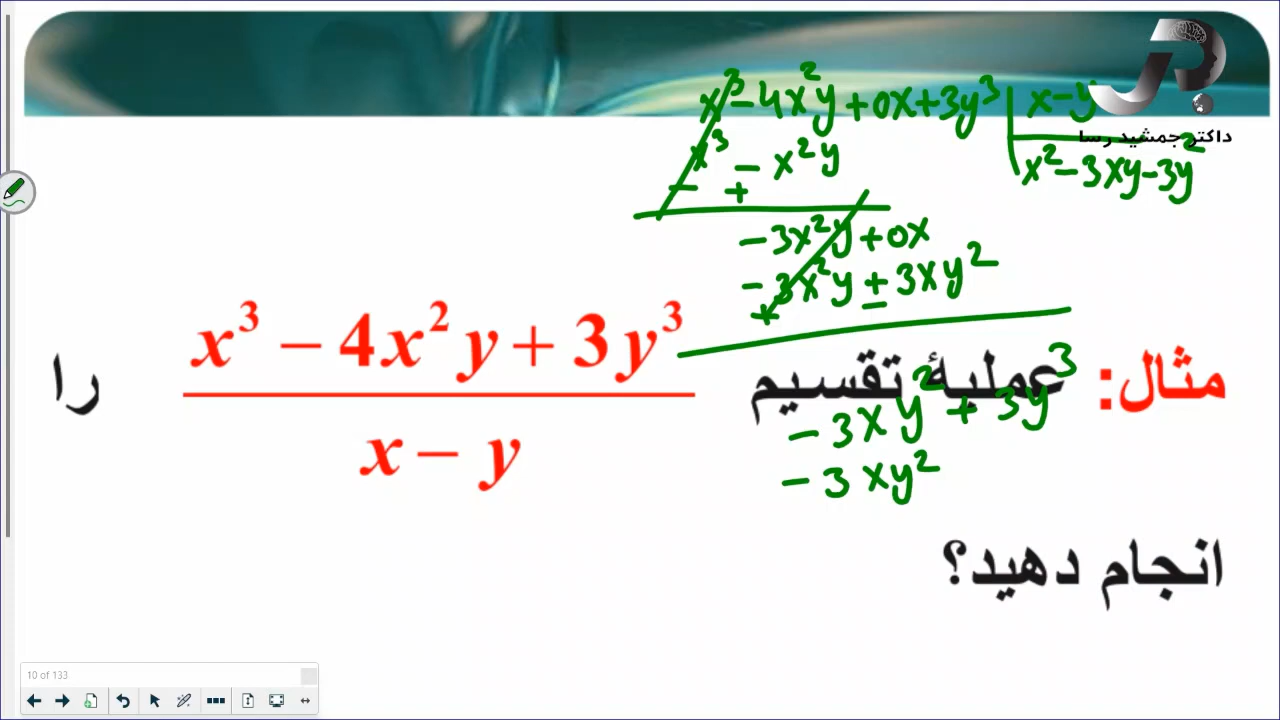 x³ - 4x²y + 0x + 3y³ | x - y
داکتر جمشید رسا
x³ - x²y
- +
x² - 3xy - 3y²
- 3x²y + 0x
- 3x²y + 3xy²
+ -
مثال: عملیهٔ تقسیم (x³ - 4x²y + 3y³)/(x - y) را
- 3xy² + 3y³
- 3xy²
انجام دهید؟
10 of 133